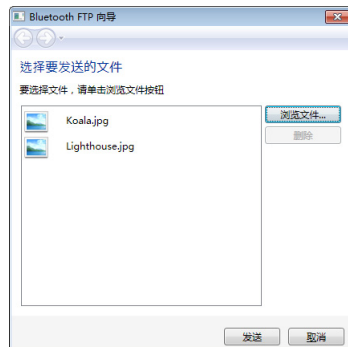 Bluetooth FTP 向导
选择要发送的文件
要选择文件，请单击浏览文件按钮
Koala.jpg
Lighthouse.jpg
浏览文件...
删除
发送
取消